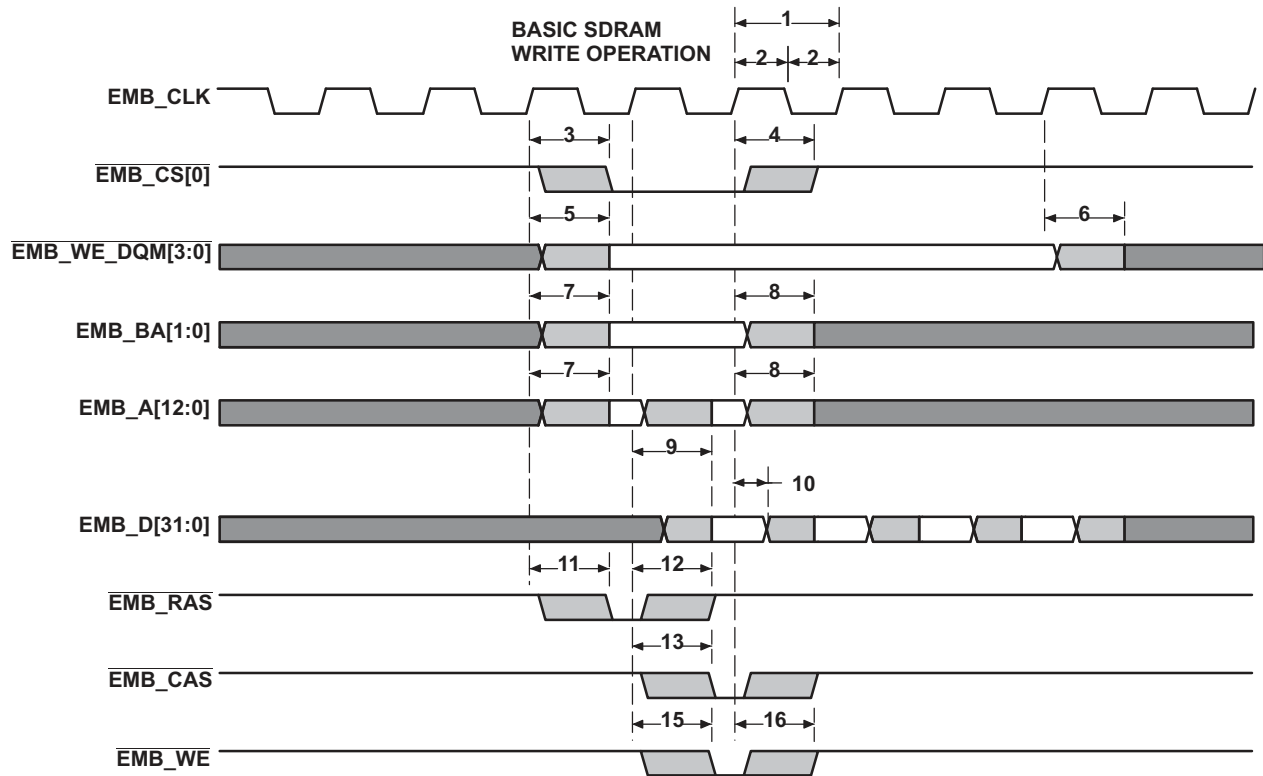 BASIC SDRAM
WRITE OPERATION
1
2 2
EMB_CLK
3 4
EMB_CS[0]
5 6
EMB_WE_DQM[3:0]
7 8
EMB_BA[1:0]
7 8
EMB_A[12:0]
9
10
EMB_D[31:0]
11 12
EMB_RAS
13
EMB_CAS
15 16
EMB_WE